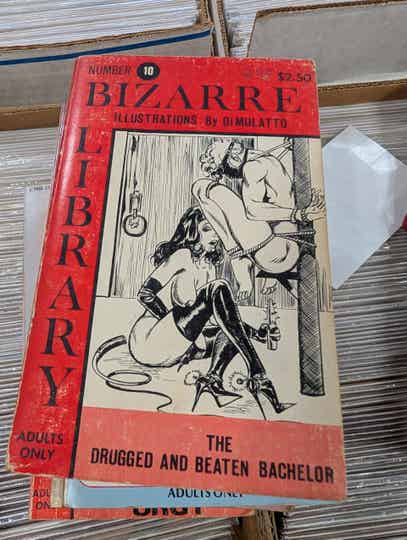 NUMBER 10
$2.50
BIZARRE
ILLUSTRATIONS By DiMULATTO
LIBRARY
ADULTS
ONLY
THE
DRUGGED AND BEATEN BACHELOR
ADULTS ONLY